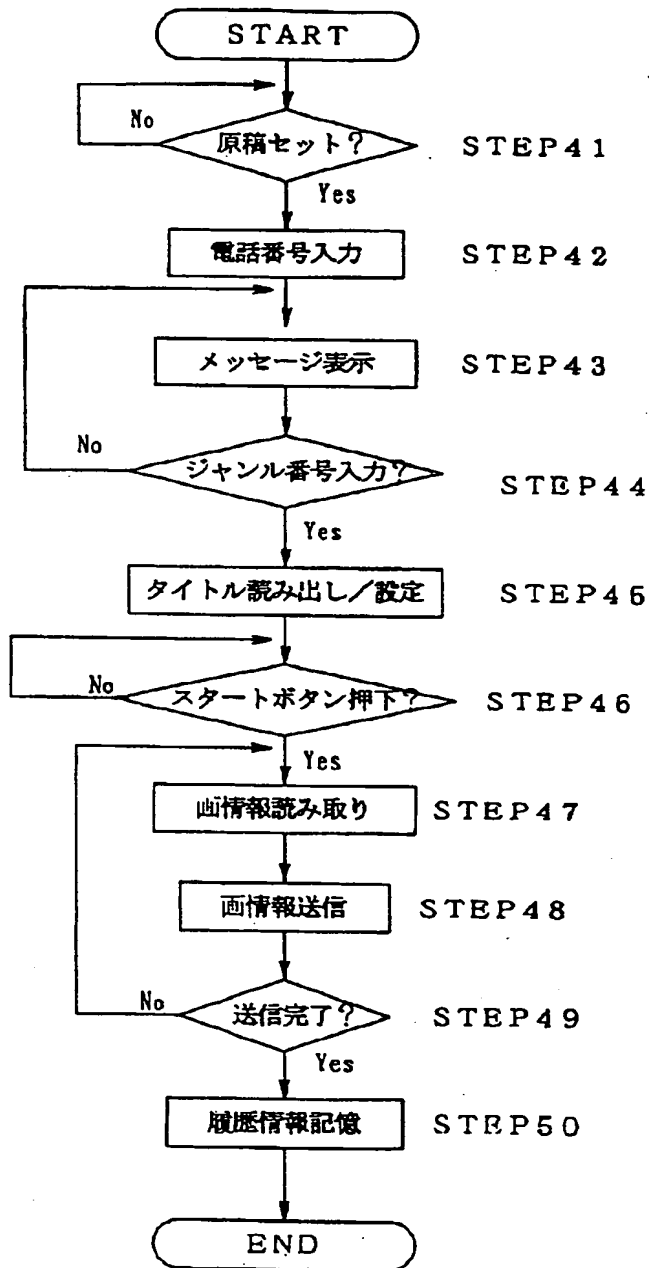 START
No
原稿セット？ STEP41
Yes
電話番号入力 STEP42
メッセージ表示 STEP43
No
ジャンル番号入力？ STEP44
Yes
タイトル読み出し／設定 STEP45
No
スタートボタン押下？ STEP46
Yes
画情報読み取り STEP47
画情報送信 STEP48
No
送信完了？ STEP49
Yes
履歴情報記憶 STEP50
END